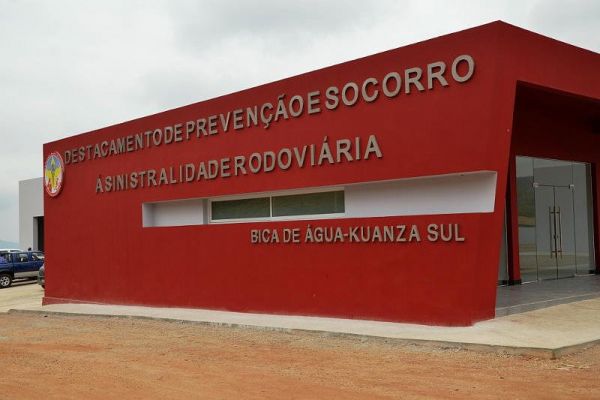 DESTACAMENTO DE PREVENÇÃO E SOCORRO
À SINISTRALIDADE RODOVIÁRIA
BICA DE ÁGUA-KUANZA SUL